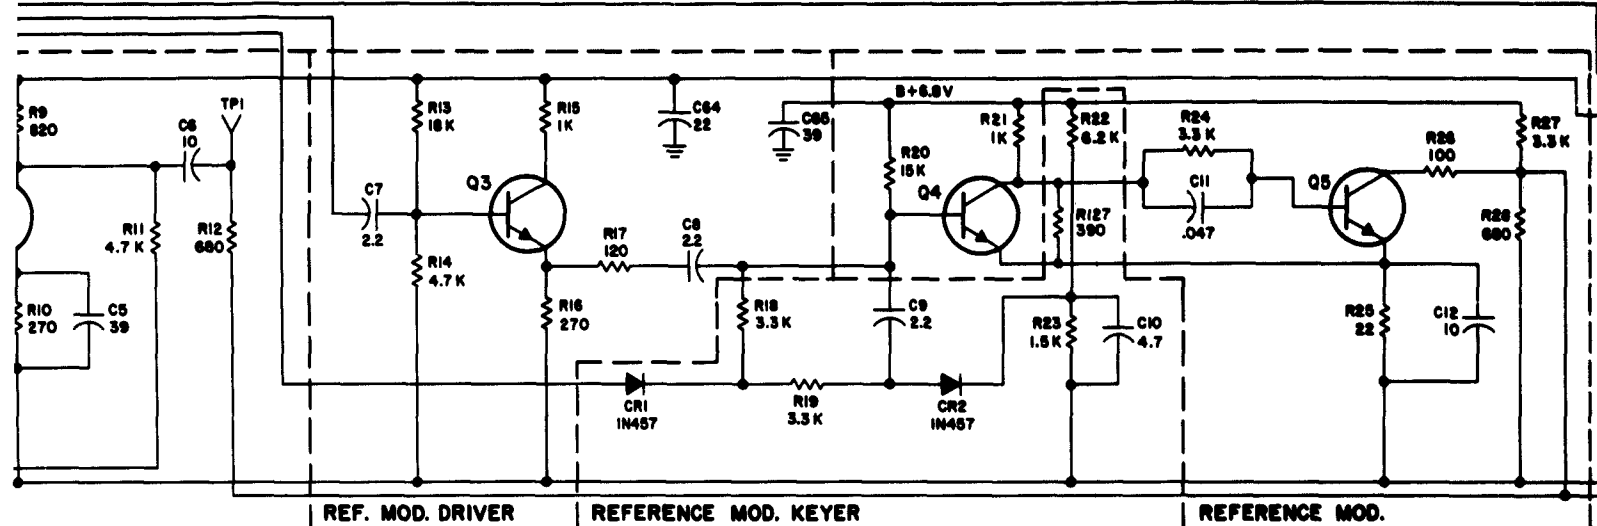 R9
820
C6
10
TP1
R13
18K
R15
1K
C64
22
C65
39
B+6.8V
R20
15K
R21
1K
R22
6.2K
R24
3.3K
C11
.047
R26
100
R27
3.3K
Q3
Q4
Q5
C7
2.2
R11
4.7K
R12
680
R14
4.7K
R17
120
C8
22
R127
390
R28
680
R10
270
C5
39
R16
270
R18
3.3K
C9
2.2
R23
1.5K
C10
4.7
R25
22
C12
10
CR1
1N457
R19
3.3K
CR2
1N457
REF. MOD. DRIVER
REFERENCE MOD. KEYER
REFERENCE MOD.